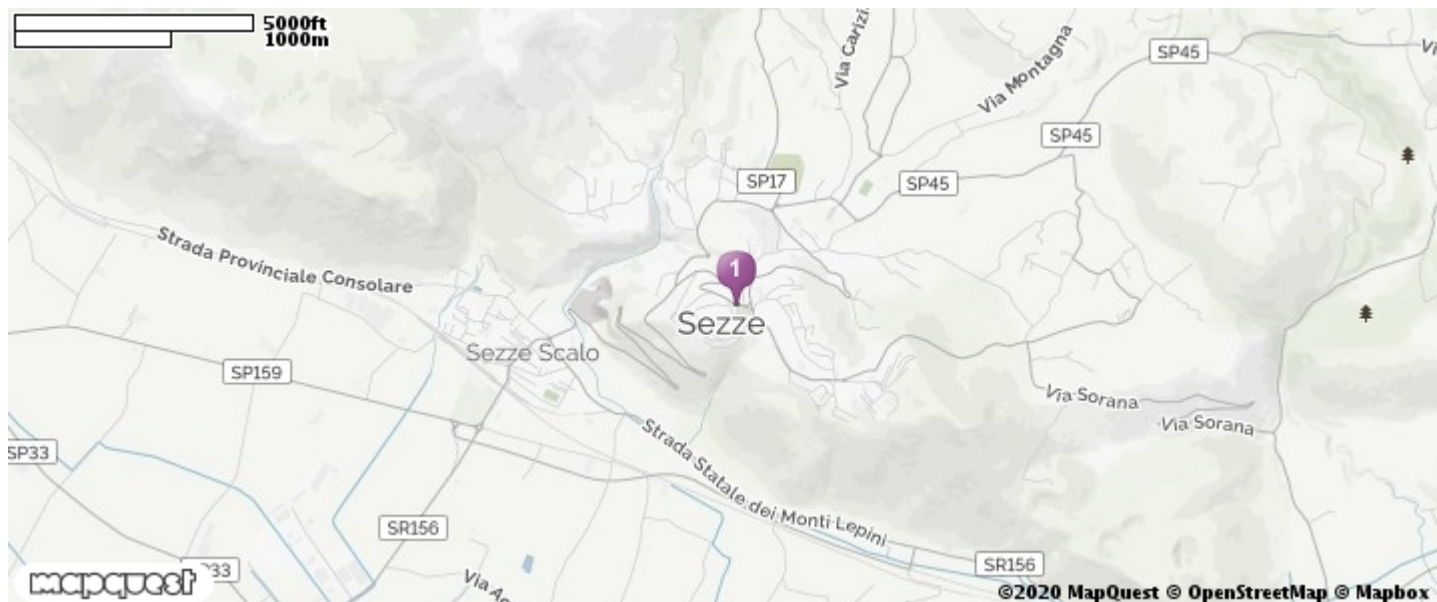 5000ft
1000m
SP45
Via Carizi
Via Montagna
SP45
SP17
SP45
Strada Provinciale Consolare
1
Sezze
Sezze Scalo
SP159
Via Sorana
Via Sorana
SP33
Strada Statale dei Monti Lepini
SR156
SR156
mapquest
33
©2020 MapQuest © OpenStreetMap © Mapbox